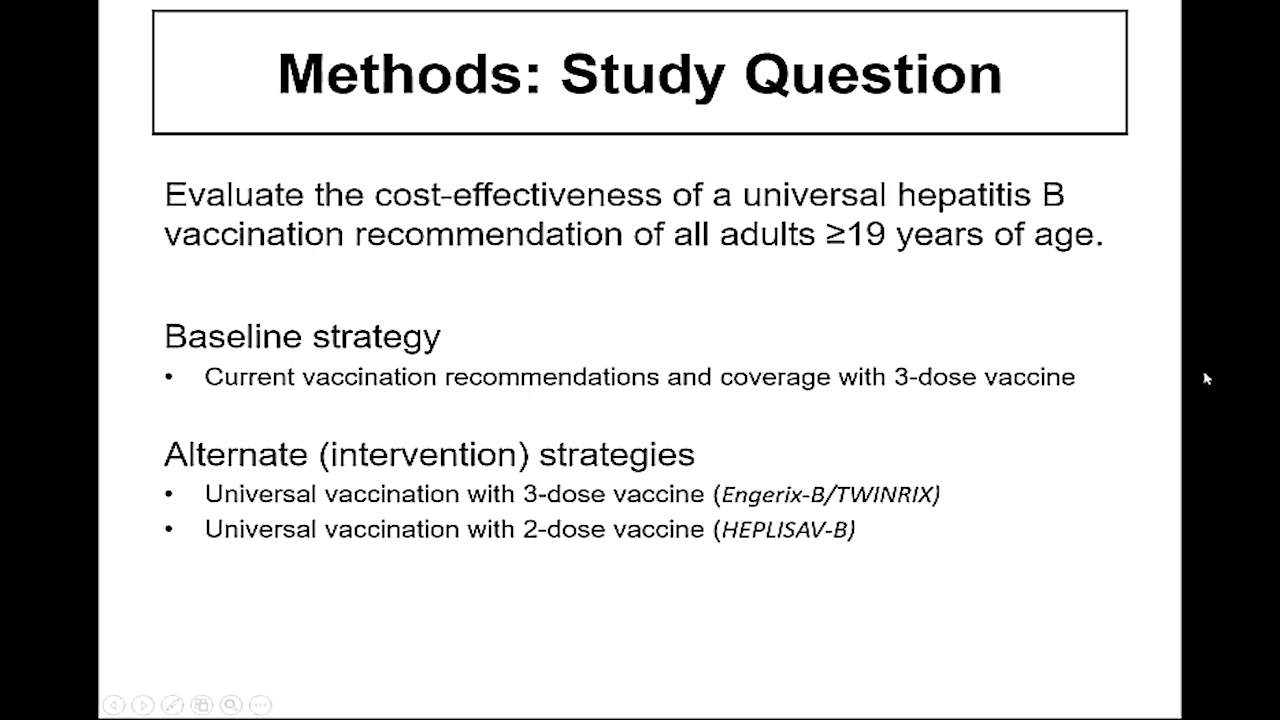 Methods: Study Question
Evaluate the cost-effectiveness of a universal hepatitis B
vaccination recommendation of all adults ≥19 years of age.
Baseline strategy
• Current vaccination recommendations and coverage with 3-dose vaccine
Alternate (intervention) strategies
• Universal vaccination with 3-dose vaccine (Engerix-B/TWINRIX)
• Universal vaccination with 2-dose vaccine (HEPLISAV-B)